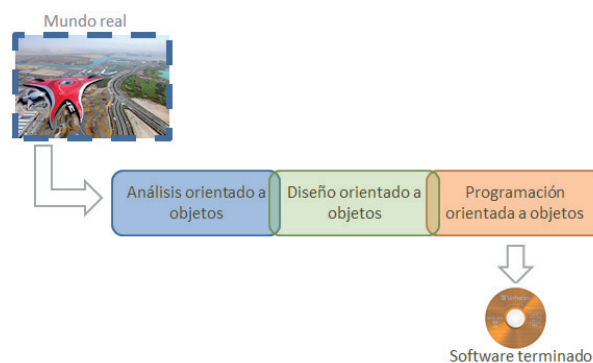 Mundo real
Análisis orientado a
objetos
Diseño orientado a
objetos
Programación
orientada a objetos
Software terminado